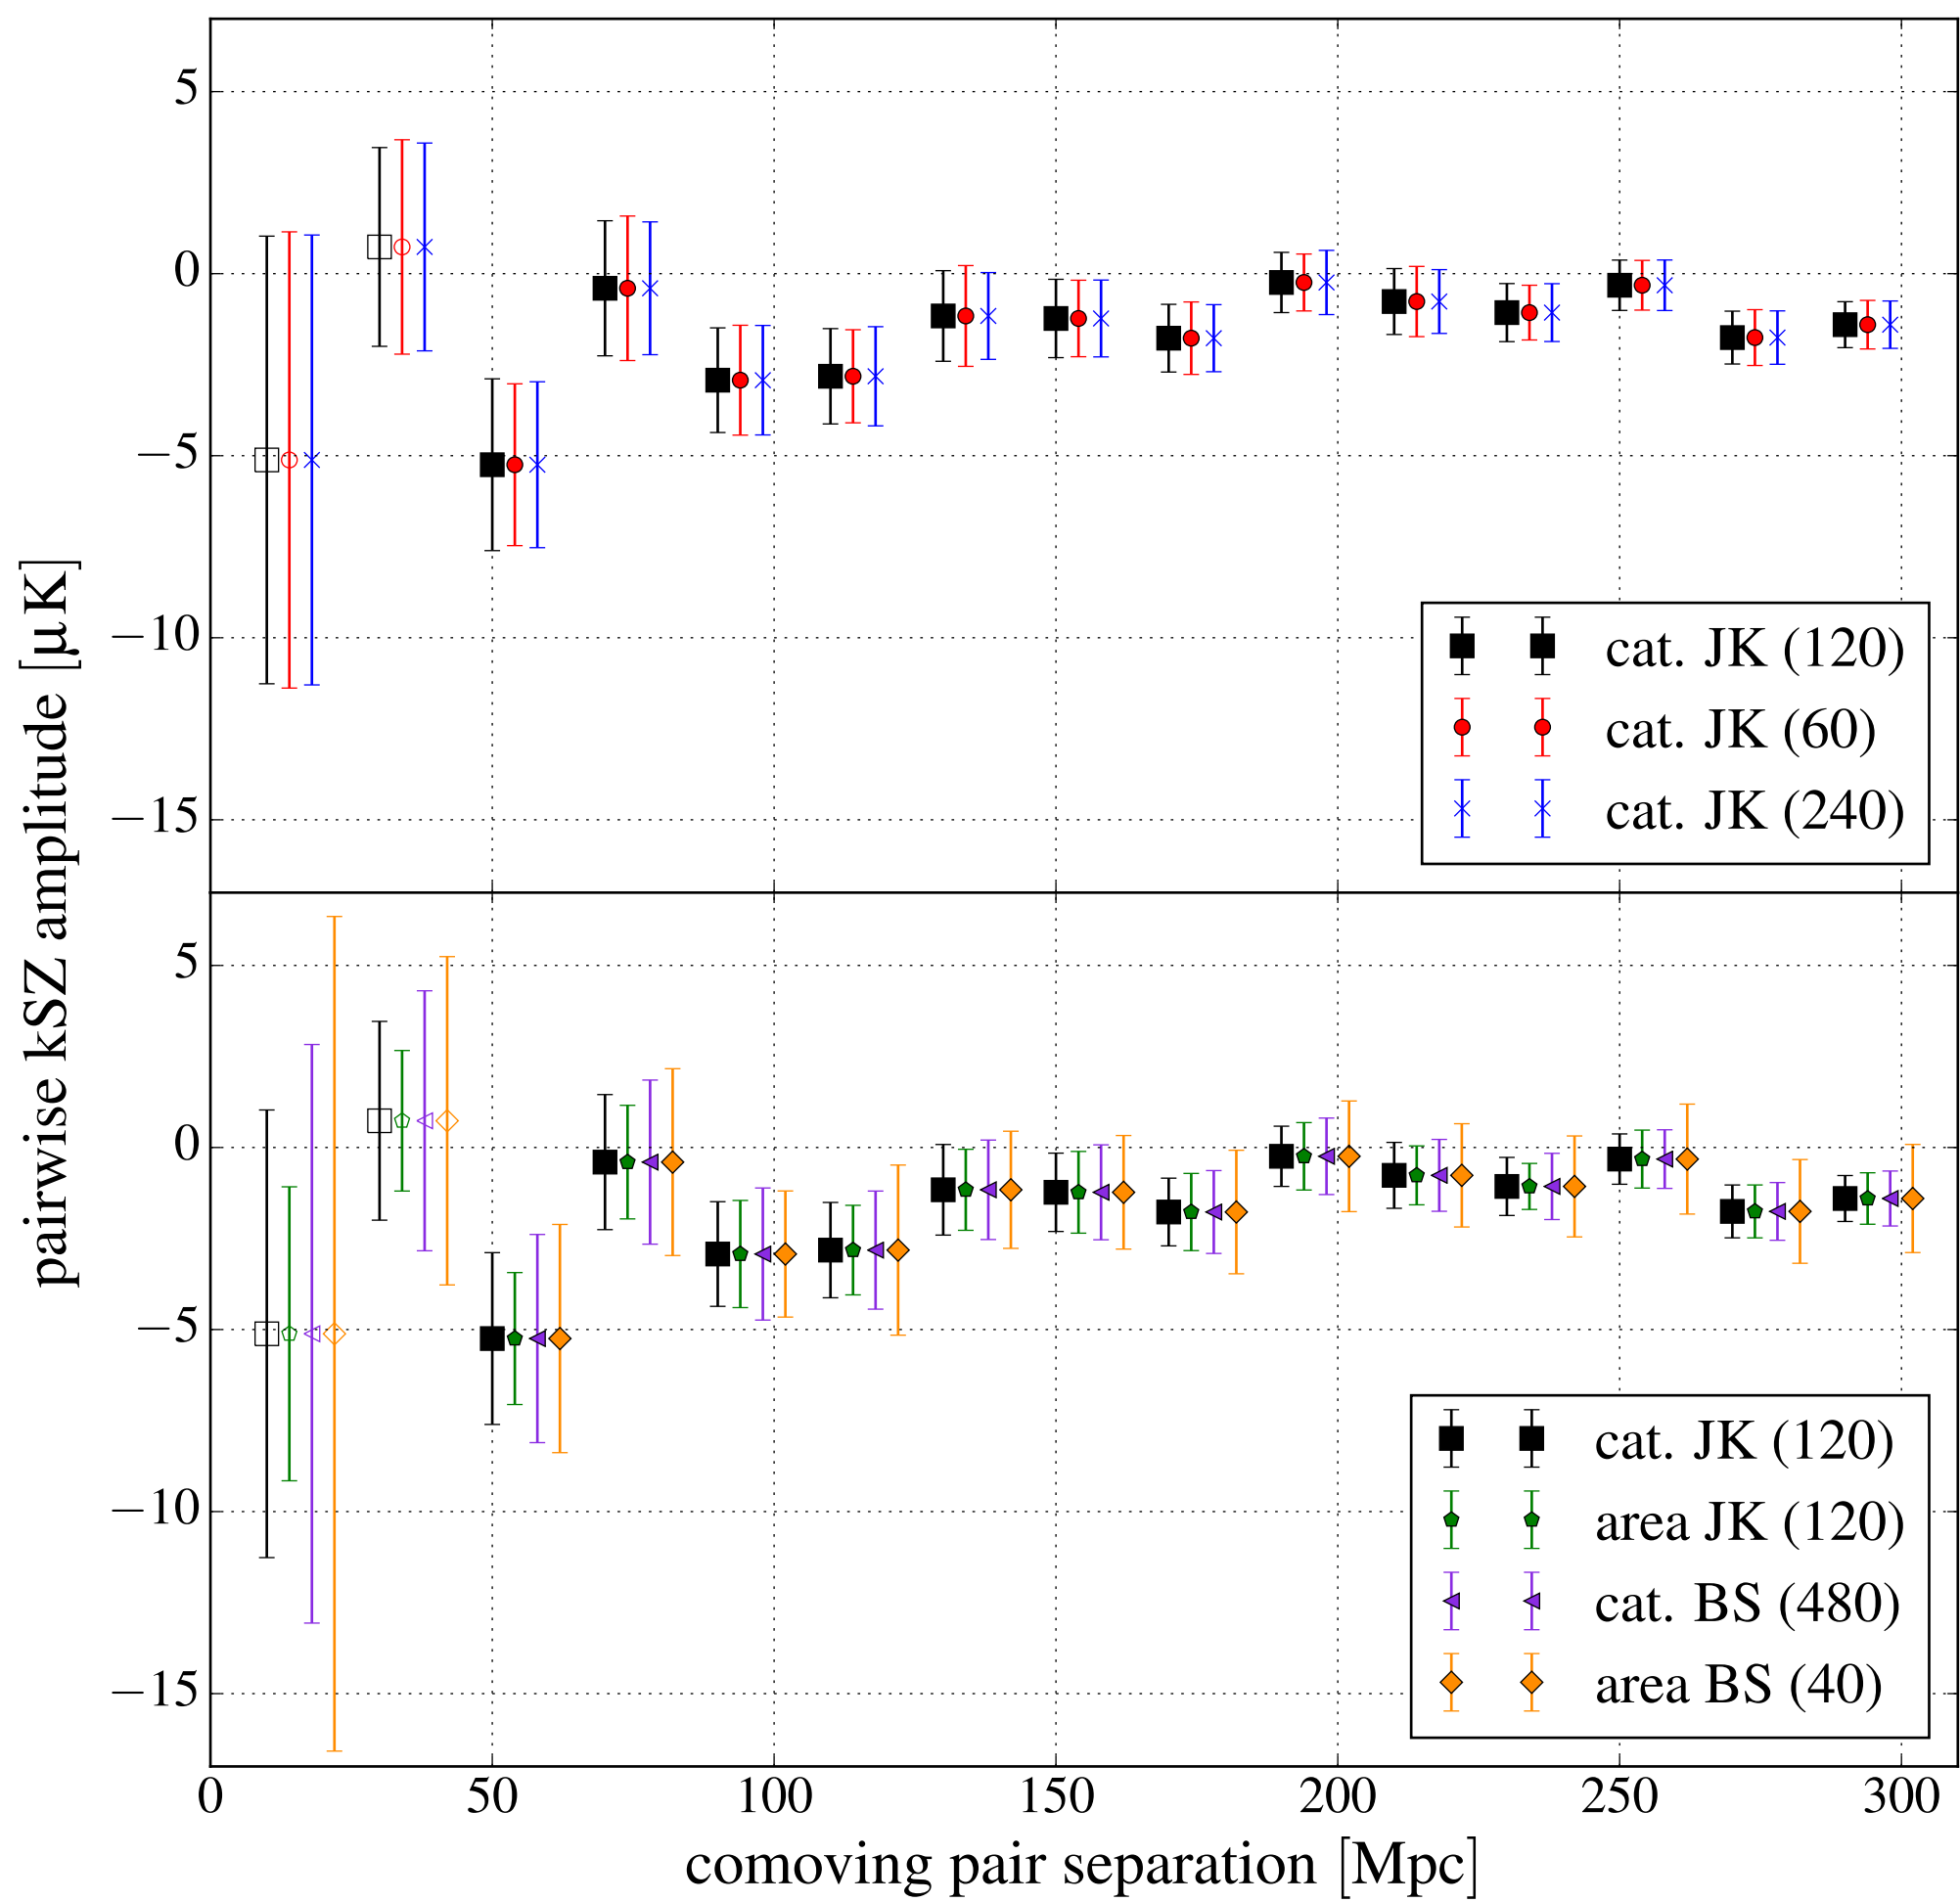 pairwise kSZ amplitude [μK]
5
0
−5
−10
−15
cat. JK (120)
cat. JK (60)
cat. JK (240)
5
0
−5
−10
−15
cat. JK (120)
area JK (120)
cat. BS (480)
area BS (40)
0 50 100 150 200 250 300
comoving pair separation [Mpc]